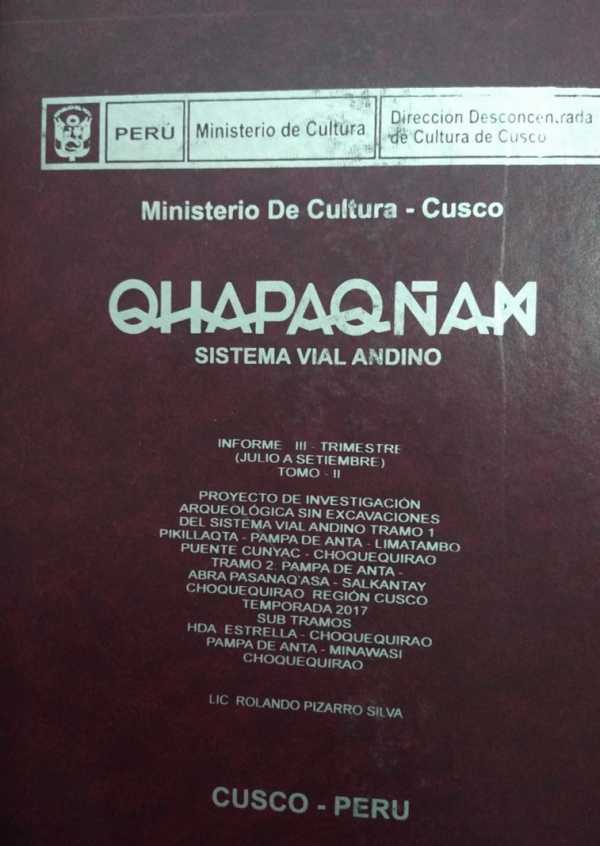 PERÚ
Ministerio de Cultura
Dirección Desconcentrada
de Cultura de Cusco
Ministerio De Cultura - Cusco
QHAPAQ ÑAN
SISTEMA VIAL ANDINO
INFORME III - TRIMESTRE
(JULIO A SETIEMBRE)
TOMO - II
PROYECTO DE INVESTIGACIÓN
ARQUEOLÓGICA SIN EXCAVACIONES
DEL SISTEMA VIAL ANDINO TRAMO 1
PIKILLAQTA - PAMPA DE ANTA - LIMATAMBO
PUENTE CUNYAC - CHOQUEQUIRAO
TRAMO 2: PAMPA DE ANTA -
ABRA PASANAQ'ASA - SALKANTAY
CHOQUEQUIRAO REGIÓN CUSCO
TEMPORADA 2017
SUB TRAMOS
HDA. ESTRELLA - CHOQUEQUIRAO
PAMPA DE ANTA - MINAWASI
CHOQUEQUIRAO
LIC ROLANDO PIZARRO SILVA
CUSCO - PERU